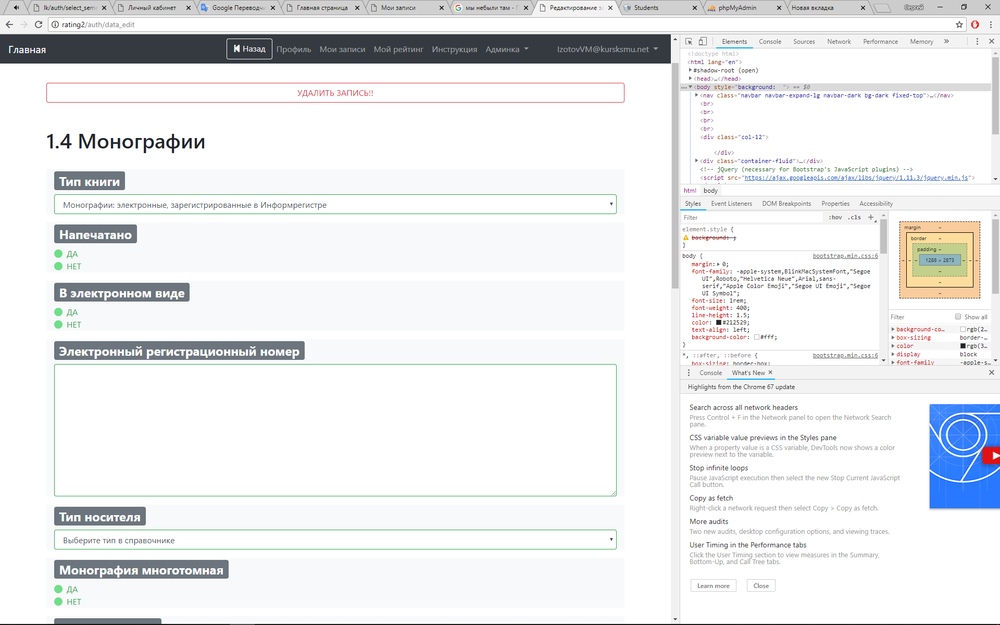 lk/auth/select_seme
Личный кабинет
Google Переводчи
Главная страница
Мои записи
мы небыли там - П
Редактирование за
Students
phpMyAdmin
Новая вкладка
Сергей
rating2/auth/data_edit
Главная
Назад
Профиль
Мои записи
Мой рейтинг
Инструкция
Админка
IzotovVM@kursksmu.net
УДАЛИТЬ ЗАПИСЬ!!
1.4 Монографии
Тип книги
Монографии: электронные, зарегистрированные в Информрегистре
Напечатано
ДА
НЕТ
В электронном виде
ДА
НЕТ
Электронный регистрационный номер
Тип носителя
Выберите тип в справочнике
Монография многотомная
ДА
НЕТ
Elements Console Sources Network Performance Memory »
<!doctype html>
<html lang="en">
#shadow-root (open)
<head>…</head>
<body style="background:  "> == $0
<nav class="navbar navbar-expand-lg navbar-dark bg-dark fixed-top">…</nav>
<br>
<br>
<br>
<br>
<div class="col-12">
</div>
<div class="container-fluid">…</div>
<!-- jQuery (necessary for Bootstrap's JavaScript plugins) -->
<script src="https://ajax.googleapis.com/ajax/libs/jquery/1.11.3/jquery.min.js">
html body
Styles Event Listeners DOM Breakpoints Properties Accessibility
Filter :hov .cls +
element.style {
background: ;
}
body { bootstrap.min.css:6
margin: 0;
font-family: -apple-system,BlinkMacSystemFont,"Segoe
UI",Roboto,"Helvetica Neue",Arial,sans-
serif,"Apple Color Emoji","Segoe UI Emoji","Segoe
UI Symbol";
font-size: 1rem;
font-weight: 400;
line-height: 1.5;
color: #212529;
text-align: left;
background-color: #fff;
}
*, ::after, ::before { bootstrap.min.css:6
box-sizing: border-box;
margin –
border –
padding –
– – – 1288 × 2873 – – –
–
–
–
Filter Show all
background-co… rgb(2…
box-sizing border-…
color rgb(3…
display block
font-family -apple-s…
Console What's New
Highlights from the Chrome 67 update
Search across all network headers
Press Control + F in the Network panel to open the Network Search
pane.
CSS variable value previews in the Styles pane
When a property value is a CSS variable, DevTools now shows a color
preview next to the variable.
Stop infinite loops
Pause JavaScript execution then select the new Stop Current JavaScript
Call button.
Copy as fetch
Right-click a network request then select Copy > Copy as fetch.
More audits
Two new audits, desktop configuration options, and viewing traces.
User Timing in the Performance tabs
Click the User Timing section to view measures in the Summary,
Bottom-Up, and Call Tree tabs.
Learn more
Close